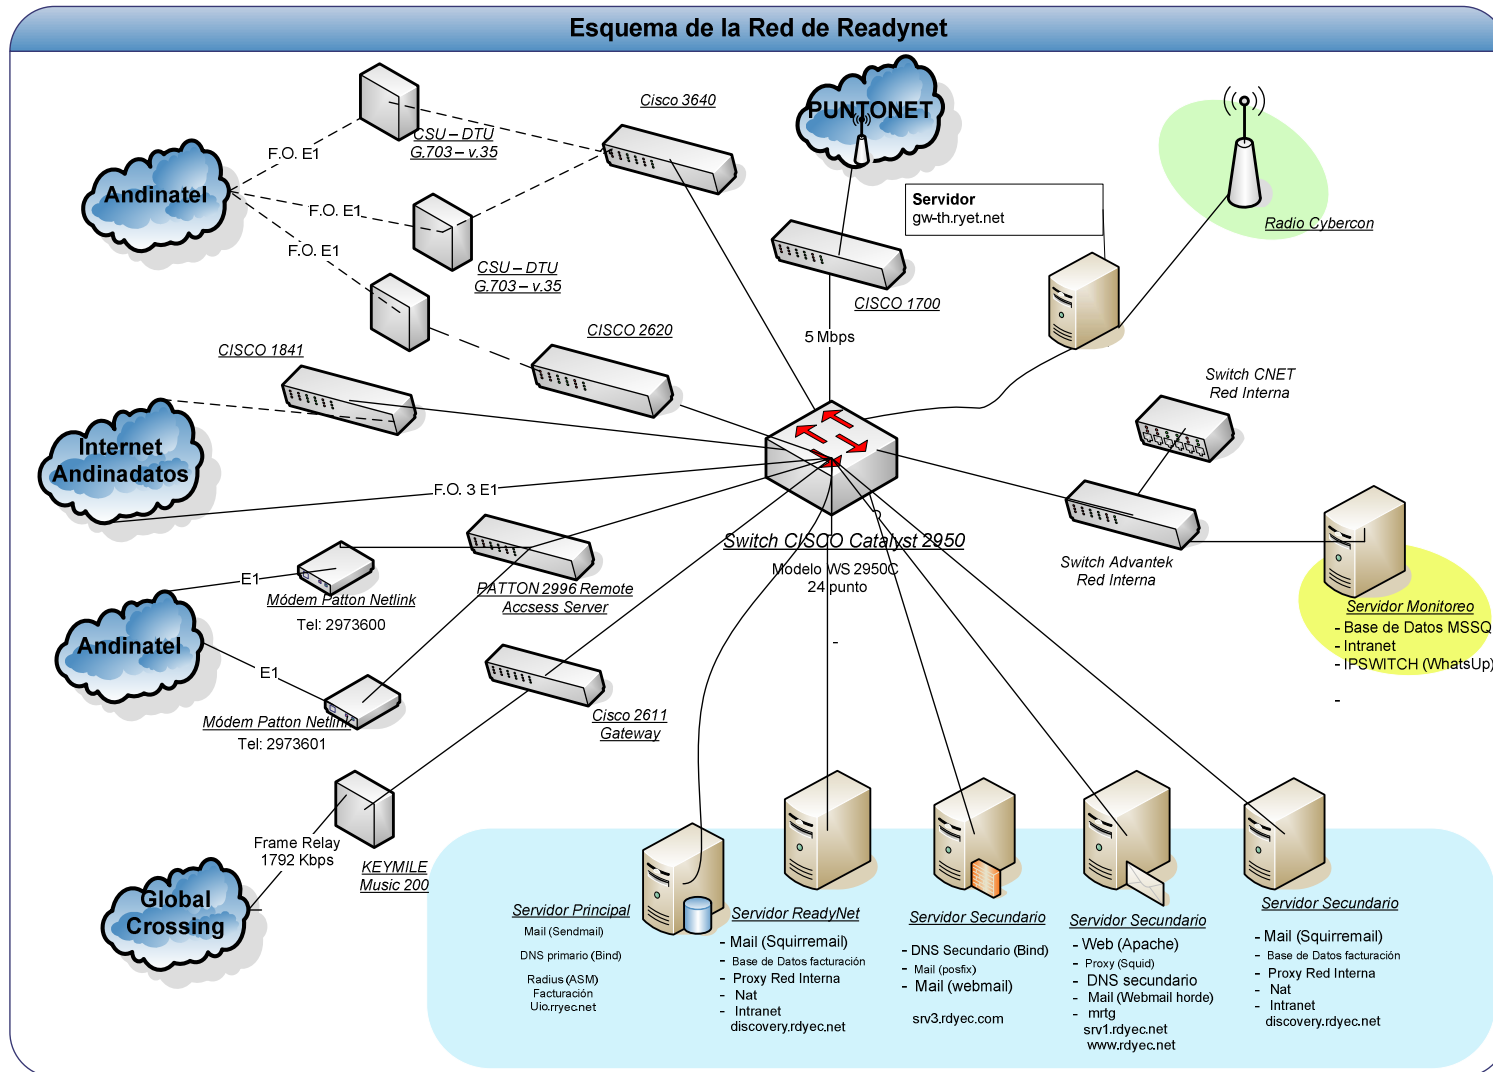 Esquema de la Red de Readynet
Cisco 3640
PUNTONET
CSU – DTU
G.703 – v.35
F.O. E1
Andinatel
F.O. E1
F.O. E1
CSU – DTU
G.703 – v.35
Servidor
gw-th.ryet.net
Radio Cybercon
CISCO 1700
5 Mbps
CISCO 2620
CISCO 1841
Switch CNET
Red Interna
Internet
Andinadatos
F.O. 3 E1
Switch CISCO Catalyst 2950
Modelo WS 2950C
24 punto
-
Switch Advantek
Red Interna
E1
Módem Patton Netlink
Tel: 2973600
PATTON 2996 Remote
Accsess Server
Servidor Monitoreo
- Base de Datos MSSQ
- Intranet
- IPSWITCH (WhatsUp)
-
Andinatel
E1
Módem Patton Netlink
Tel: 2973601
Cisco 2611
Gateway
Frame Relay
1792 Kbps
KEYMILE
Music 200
Global
Crossing
Servidor Principal
Mail (Sendmail)
DNS primario (Bind)
Radius (ASM)
Facturación
Uio.rryec.net
Servidor ReadyNet
- Mail (Squirremail)
- Base de Datos facturación
- Proxy Red Interna
- Nat
- Intranet
discovery.rdyec.net
Servidor Secundario
- DNS Secundario (Bind)
- Mail (posfix)
- Mail (webmail)
srv3.rdyec.com
Servidor Secundario
- Web (Apache)
- Proxy (Squid)
- DNS secundario
- Mail (Webmail horde)
- mrtg
srv1.rdyec.net
www.rdyec.net
Servidor Secundario
- Mail (Squirremail)
- Base de Datos facturación
- Proxy Red Interna
- Nat
- Intranet
discovery.rdyec.net